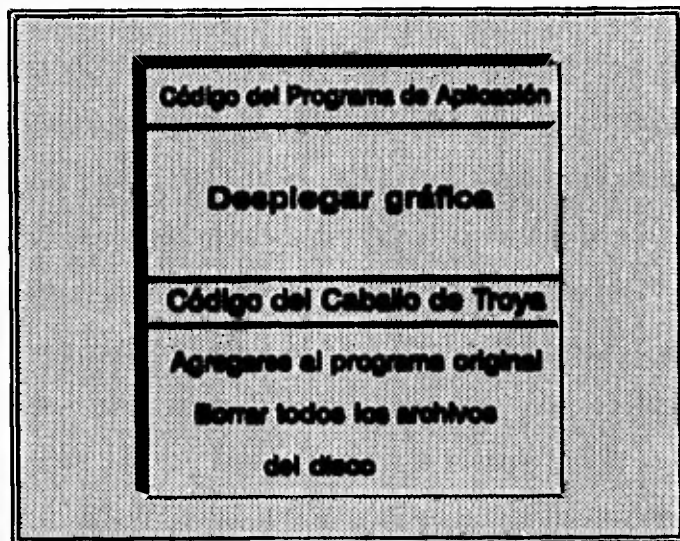 Código del Programa de Aplicación
Desplegar gráfica
Código del Caballo de Troya
Agregarse al programa original
Borrar todos los archivos
del disco